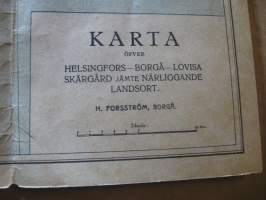 KARTA
ÖFVER
HELSINGFORS—BORGÅ—LOVISA
SKÄRGÅRD JÄMTE NÄRLIGGANDE
LANDSORT.
H. FORSSTRÖM, BORGÅ.